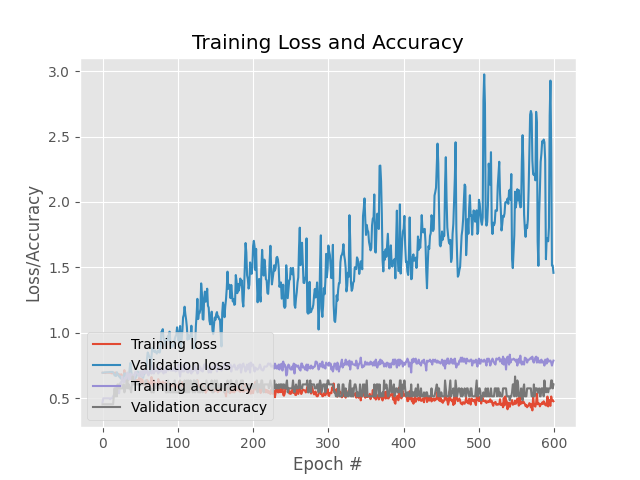 Training Loss and Accuracy
Loss/Accuracy
3.0
2.5
2.0
1.5
1.0
0.5
Training loss
Validation loss
Training accuracy
Validation accuracy
0 100 200 300 400 500 600
Epoch #